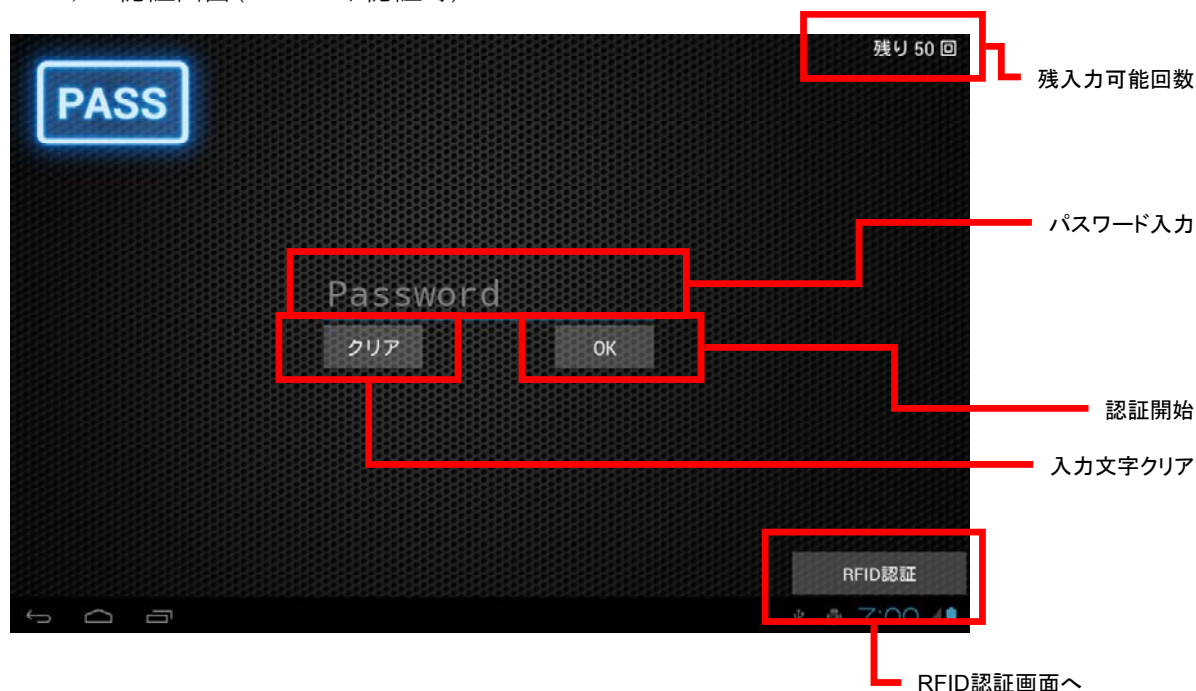 残り 50 回
残入力可能回数
PASS
パスワード入力
Password
クリア
OK
認証開始
入力文字クリア
RFID認証
7:00
RFID認証画面へ